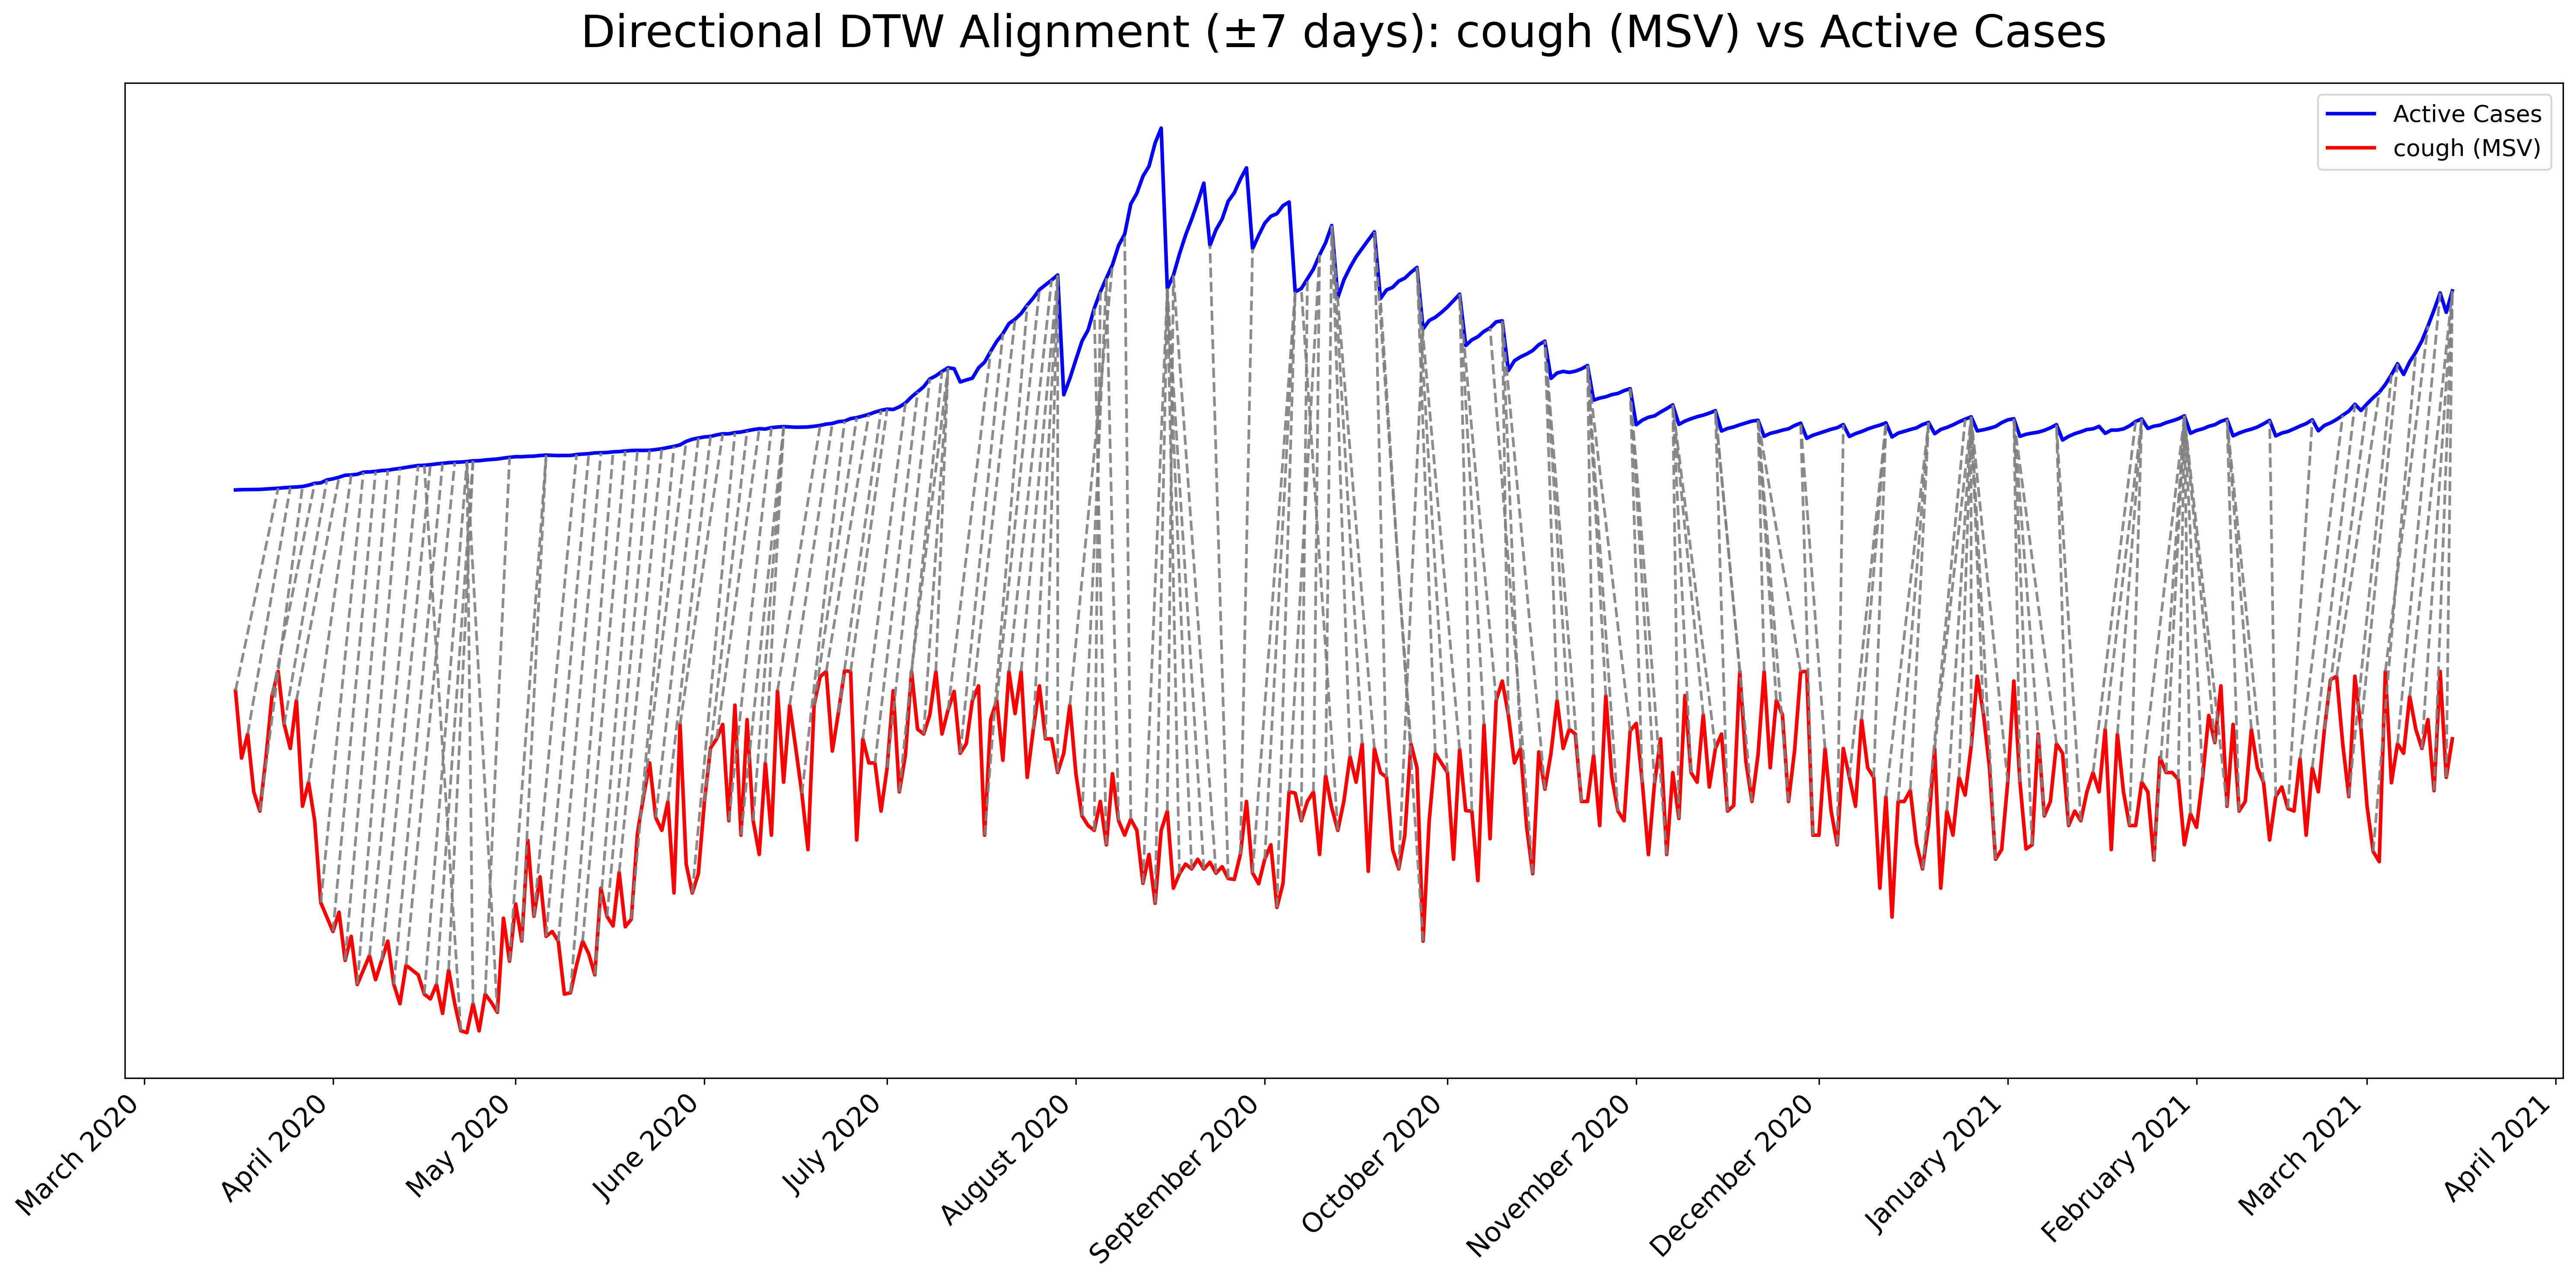 Directional DTW Alignment (±7 days): cough (MSV) vs Active Cases
Active Cases
cough (MSV)
March 2020
April 2020
May 2020
June 2020
July 2020
August 2020
September 2020
October 2020
November 2020
December 2020
January 2021
February 2021
March 2021
April 2021